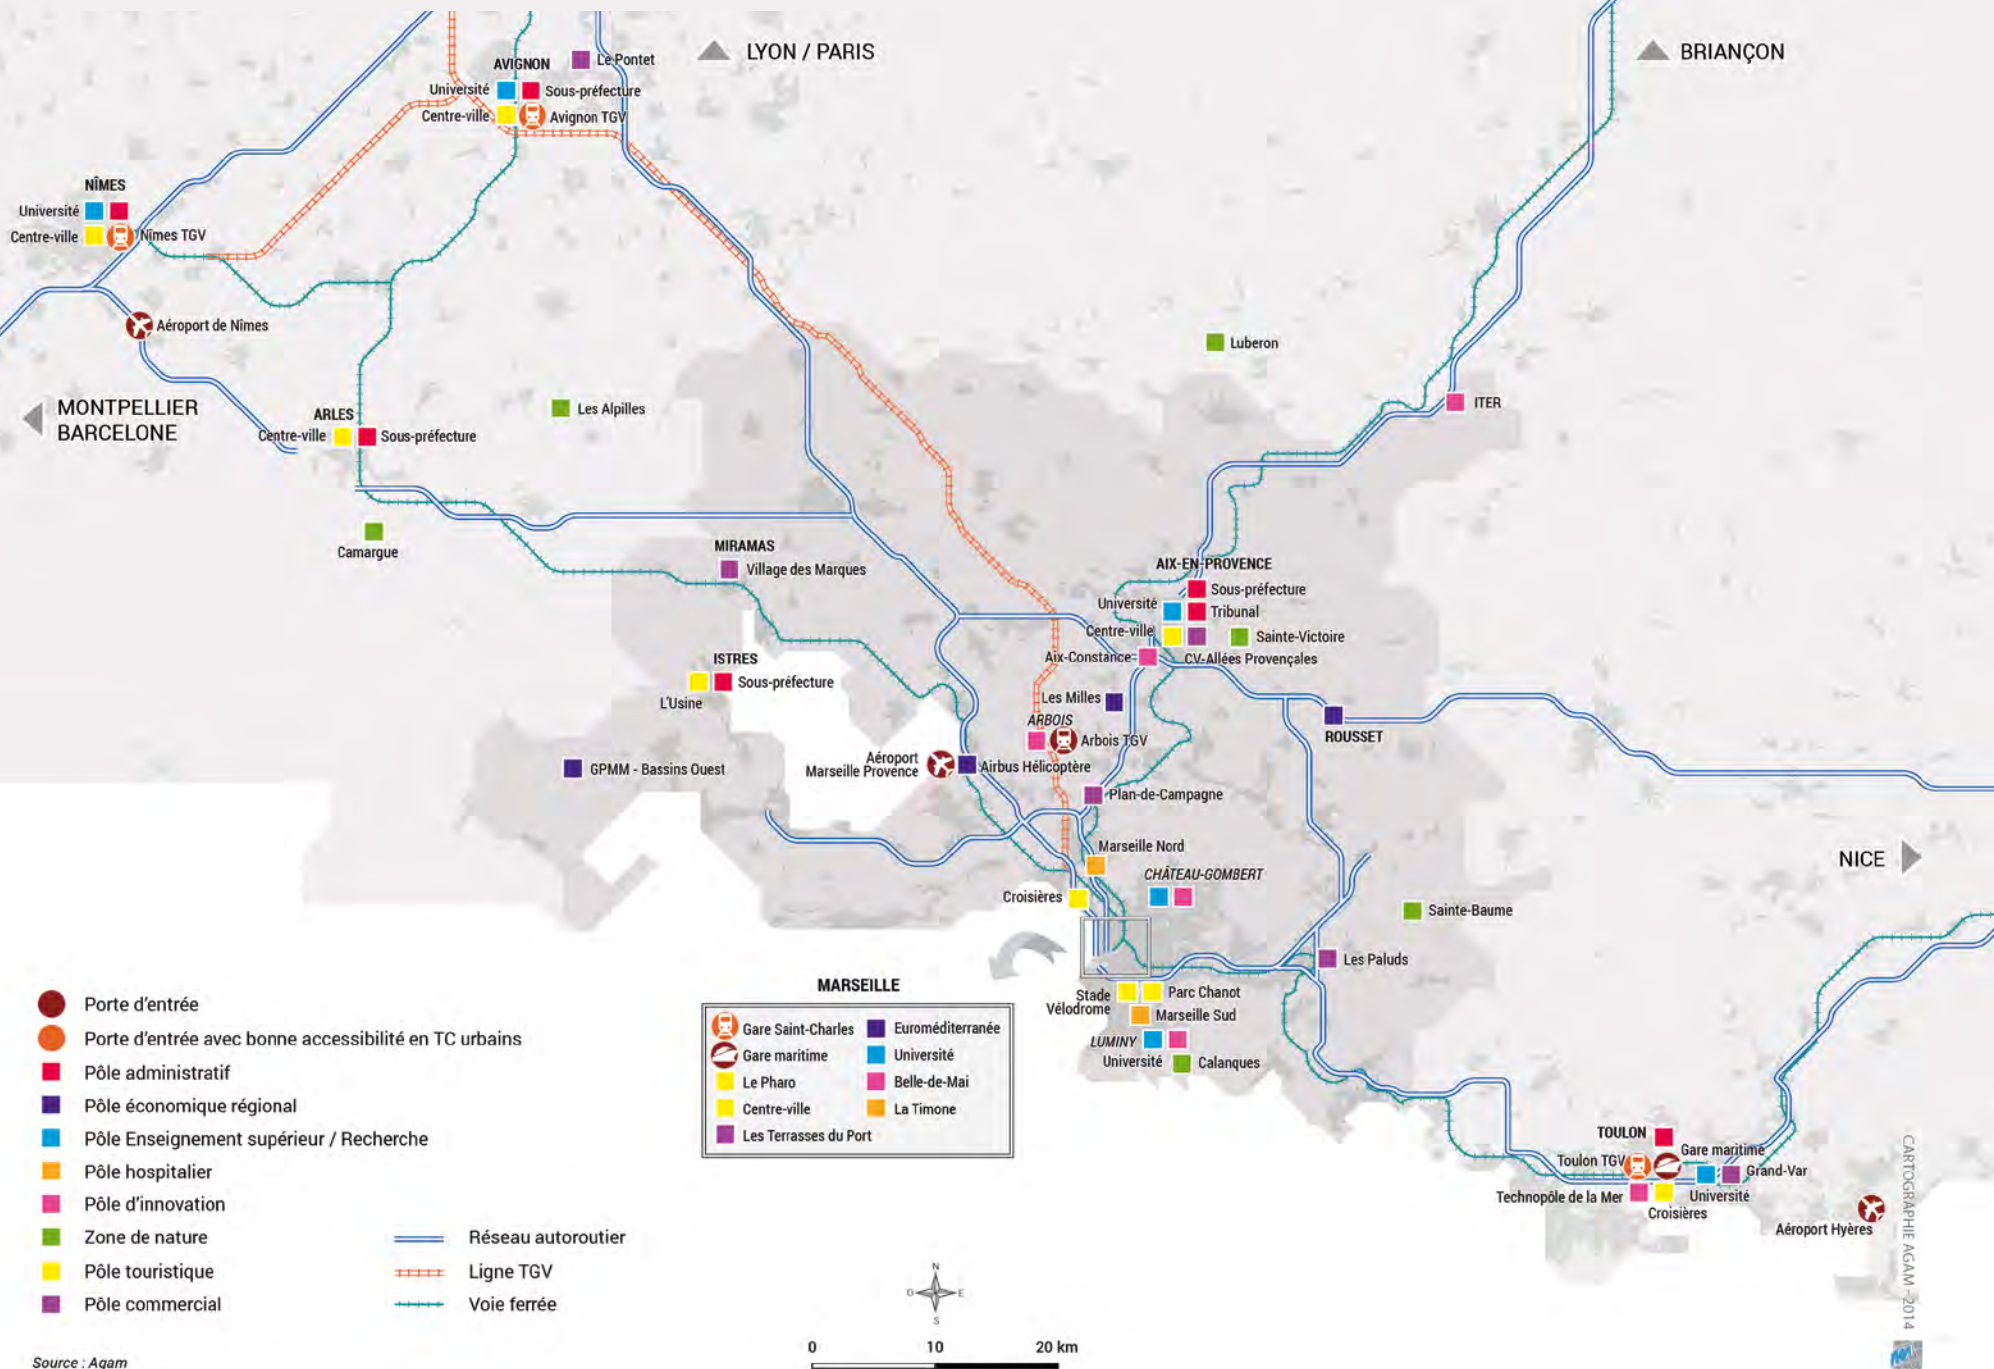 LYON / PARIS
BRIANÇON
AVIGNON
Le Pontet
Université
Sous-préfecture
Centre-ville
Avignon TGV
NÎMES
Université
Centre-ville
Nîmes TGV
Aéroport de Nîmes
Luberon
MONTPELLIER
BARCELONE
ARLES
Centre-ville
Sous-préfecture
Les Alpilles
ITER
Camargue
MIRAMAS
Village des Marques
AIX-EN-PROVENCE
Sous-préfecture
Université
Tribunal
Centre-ville
Sainte-Victoire
Aix-Constance
CV-Allées Provençales
ISTRES
Sous-préfecture
L'Usine
Les Milles
ARBOIS
Arbois TGV
ROUSSET
GPMM - Bassins Ouest
Aéroport
Marseille Provence
Airbus Hélicoptère
Plan-de-Campagne
Marseille Nord
CHÂTEAU-GOMBERT
Croisières
NICE
Sainte-Baume
Les Paluds
Stade
Vélodrome
Parc Chanot
Marseille Sud
LUMINY
Université
Calanques
MARSEILLE
Gare Saint-Charles
Euroméditerranée
Gare maritime
Université
Le Pharo
Belle-de-Mai
Centre-ville
La Timone
Les Terrasses du Port
TOULON
Gare maritime
Toulon TGV
Grand-Var
Technopôle de la Mer
Université
Croisières
Aéroport Hyères
Porte d'entrée
Porte d'entrée avec bonne accessibilité en TC urbains
Pôle administratif
Pôle économique régional
Pôle Enseignement supérieur / Recherche
Pôle hospitalier
Pôle d'innovation
Zone de nature
Pôle touristique
Pôle commercial
Réseau autoroutier
Ligne TGV
Voie ferrée
N
O
E
S
0 10 20 km
CARTOGRAPHIE AGAM - 2014
Source : Agam